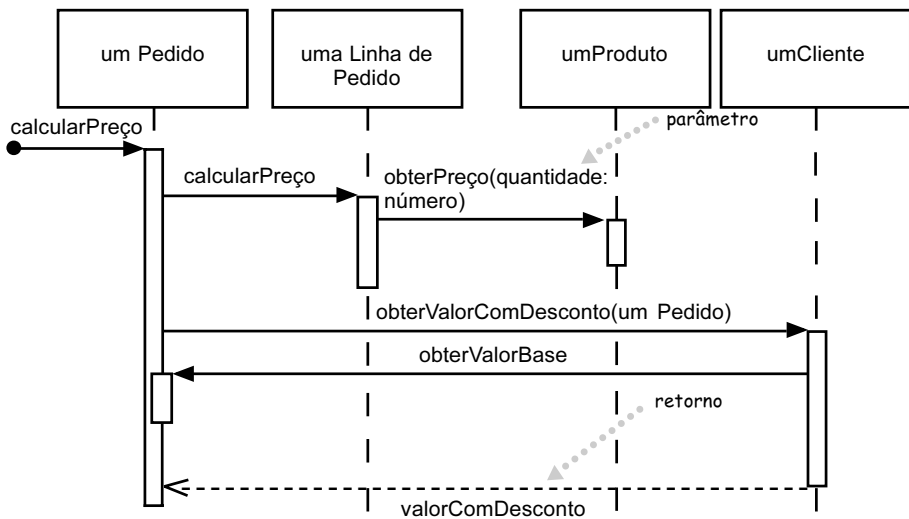 um Pedido
uma Linha de
Pedido
umProduto
umCliente
calcularPreço
parâmetro
calcularPreço
obterPreço(quantidade:
número)
obterValorComDesconto(um Pedido)
obterValorBase
retorno
valorComDesconto